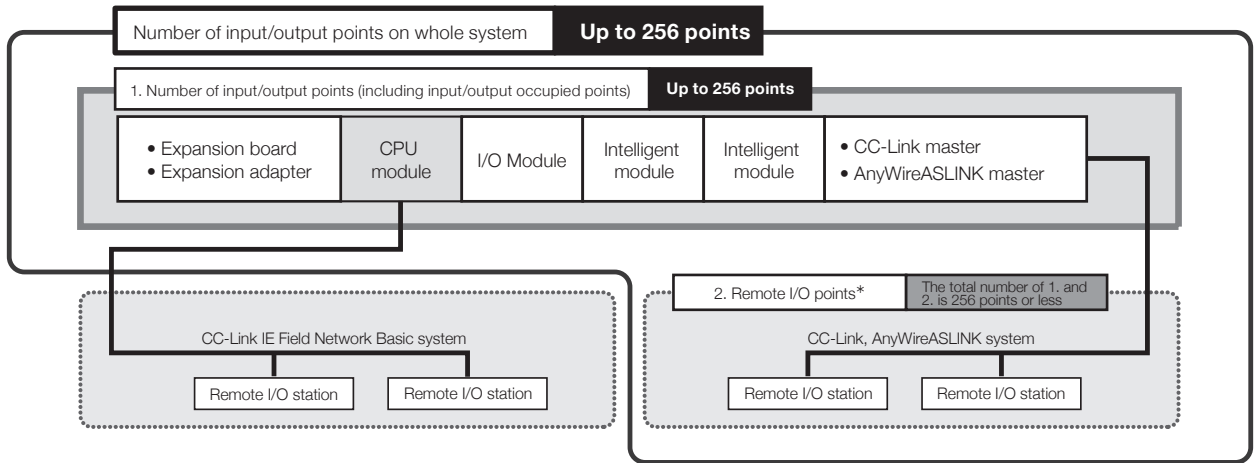 Number of input/output points on whole system
Up to 256 points
1. Number of input/output points (including input/output occupied points)
Up to 256 points
• Expansion board
• Expansion adapter
CPU
module
I/O Module
Intelligent
module
Intelligent
module
• CC-Link master
• AnyWireASLINK master
2. Remote I/O points*
The total number of 1. and
2. is 256 points or less
CC-Link IE Field Network Basic system
Remote I/O station
Remote I/O station
CC-Link, AnyWireASLINK system
Remote I/O station
Remote I/O station